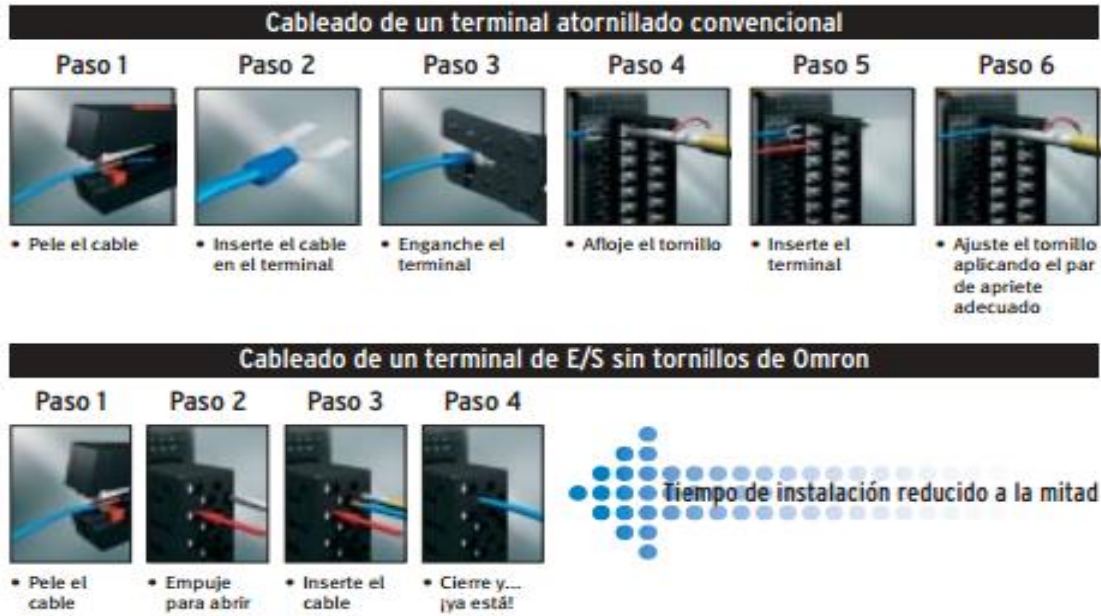 Cableado de un terminal atornillado convencional
Paso 1
Paso 2
Paso 3
Paso 4
Paso 5
Paso 6
• Pele el cable
• Inserte el cable
en el terminal
• Enganche el
terminal
• Afloje el tornillo
• Inserte el
terminal
• Ajuste el tornillo
aplicando el par
de apriete
adecuado
Cableado de un terminal de E/S sin tornillos de Omron
Paso 1
Paso 2
Paso 3
Paso 4
• Pele el
cable
• Empuje
para abrir
• Inserte el
cable
• Cierre y...
¡ya está!
Tiempo de instalación reducido a la mitad